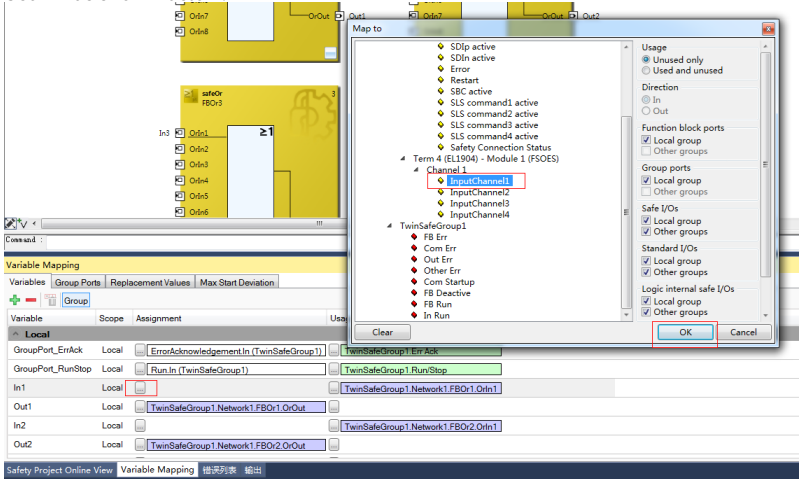 OrIn7
OrOut
Out1
OrIn7
OrOut
Out2
OrIn8
safeOr
FBOr3
3
In3
OrIn1
≥1
OrIn2
OrIn3
OrIn4
OrIn5
OrIn6
Command :
Map to
SDIp active
SDIn active
Error
Restart
SBC active
SLS command1 active
SLS command2 active
SLS command3 active
SLS command4 active
Safety Connection Status
Term 4 (EL1904) - Module 1 (FSOES)
Channel 1
InputChannel1
InputChannel2
InputChannel3
InputChannel4
TwinSafeGroup1
FB Err
Com Err
Out Err
Other Err
Com Startup
FB Deactive
FB Run
In Run
Usage
Unused only
Used and unused
Direction
In
Out
Function block ports
Local group
Other groups
Group ports
Local group
Other groups
Safe I/Os
Local group
Other groups
Standard I/Os
Local group
Other groups
Logic internal safe I/Os
Local group
Other groups
Clear
OK
Cancel
Variable Mapping
Variables Group Ports Replacement Values Max Start Deviation
Group
Variable Scope Assignment
Local
GroupPort_ErrAck Local ErrorAcknowledgement.In (TwinSafeGroup1) TwinSafeGroup1.Err Ack
GroupPort_RunStop Local Run.In (TwinSafeGroup1) TwinSafeGroup1.Run/Stop
In1 Local TwinSafeGroup1.Network1.FBOr1.OrIn1
Out1 Local TwinSafeGroup1.Network1.FBOr1.OrOut
In2 Local TwinSafeGroup1.Network1.FBOr2.OrIn1
Out2 Local TwinSafeGroup1.Network1.FBOr2.OrOut
Safety Project Online View Variable Mapping 错误列表 输出